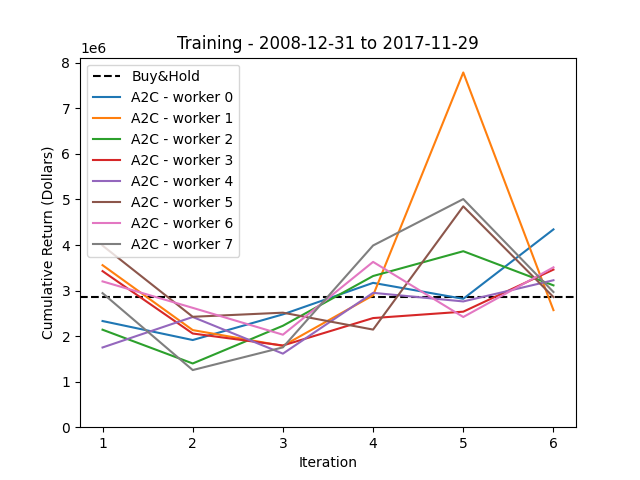 Training - 2008-12-31 to 2017-11-29
1e6
8
7
6
5
4
3
2
1
0
Cumulative Return (Dollars)
Buy&Hold
A2C - worker 0
A2C - worker 1
A2C - worker 2
A2C - worker 3
A2C - worker 4
A2C - worker 5
A2C - worker 6
A2C - worker 7
1 2 3 4 5 6
Iteration